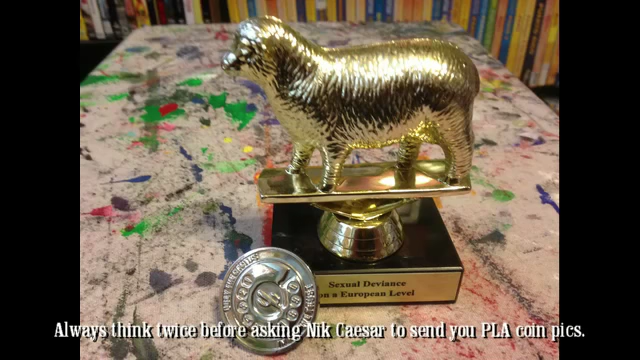 Sexual Deviance
on a European Level
Always think twice before asking Nik Caesar to send you PLA coin pics.